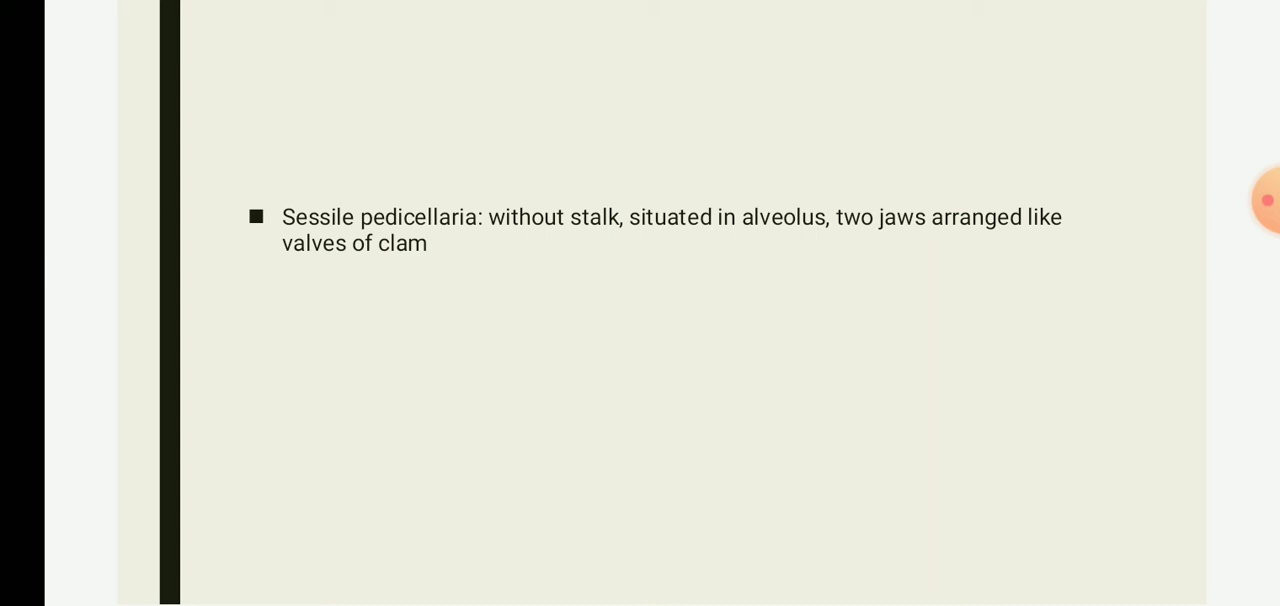 Sessile pedicellaria: without stalk, situated in alveolus, two jaws arranged like
valves of clam